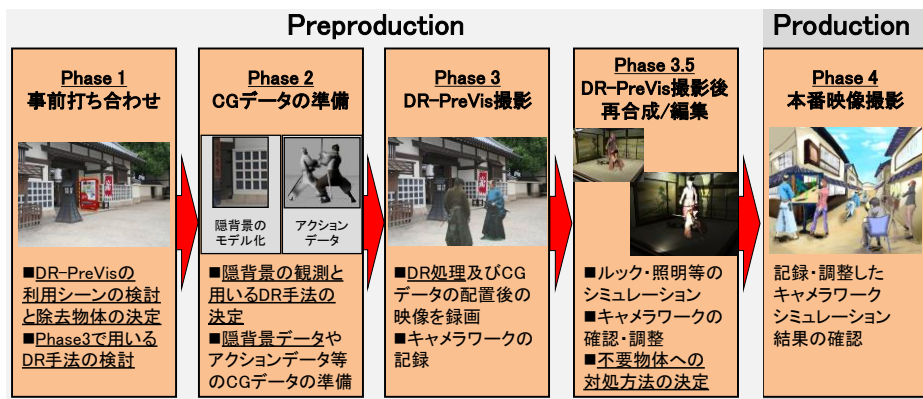 Preproduction
Production
Phase 1
事前打ち合わせ
■DR-PreVisの
利用シーンの検討
と除去物体の決定
■Phase3で用いる
DR手法の検討
Phase 2
CGデータの準備
隠背景の
モデル化
アクション
データ
■隠背景の観測と
用いるDR手法の
決定
■隠背景データや
アクションデータ等
のCGデータの準備
Phase 3
DR-PreVis撮影
■DR処理及びCG
データの配置後の
映像を録画
■キャメラワークの
記録
Phase 3.5
DR-PreVis撮影後
再合成/編集
■ルック・照明等の
シミュレーション
■キャメラワークの
確認・調整
■不要物体への
対処方法の決定
Phase 4
本番映像撮影
記録・調整した
キャメラワーク
シミュレーション
結果の確認